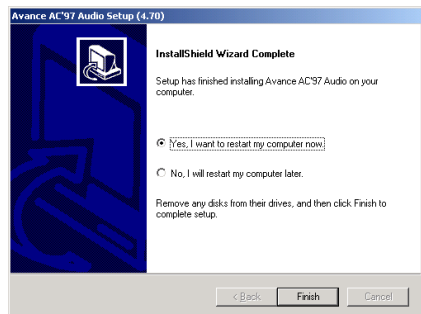 Avance AC'97 Audio Setup (4.70)
InstallShield Wizard Complete
Setup has finished installing Avance AC'97 Audio on your
computer.
Yes, I want to restart my computer now.
No, I will restart my computer later.
Remove any disks from their drives, and then click Finish to
complete setup.
< Back Finish Cancel